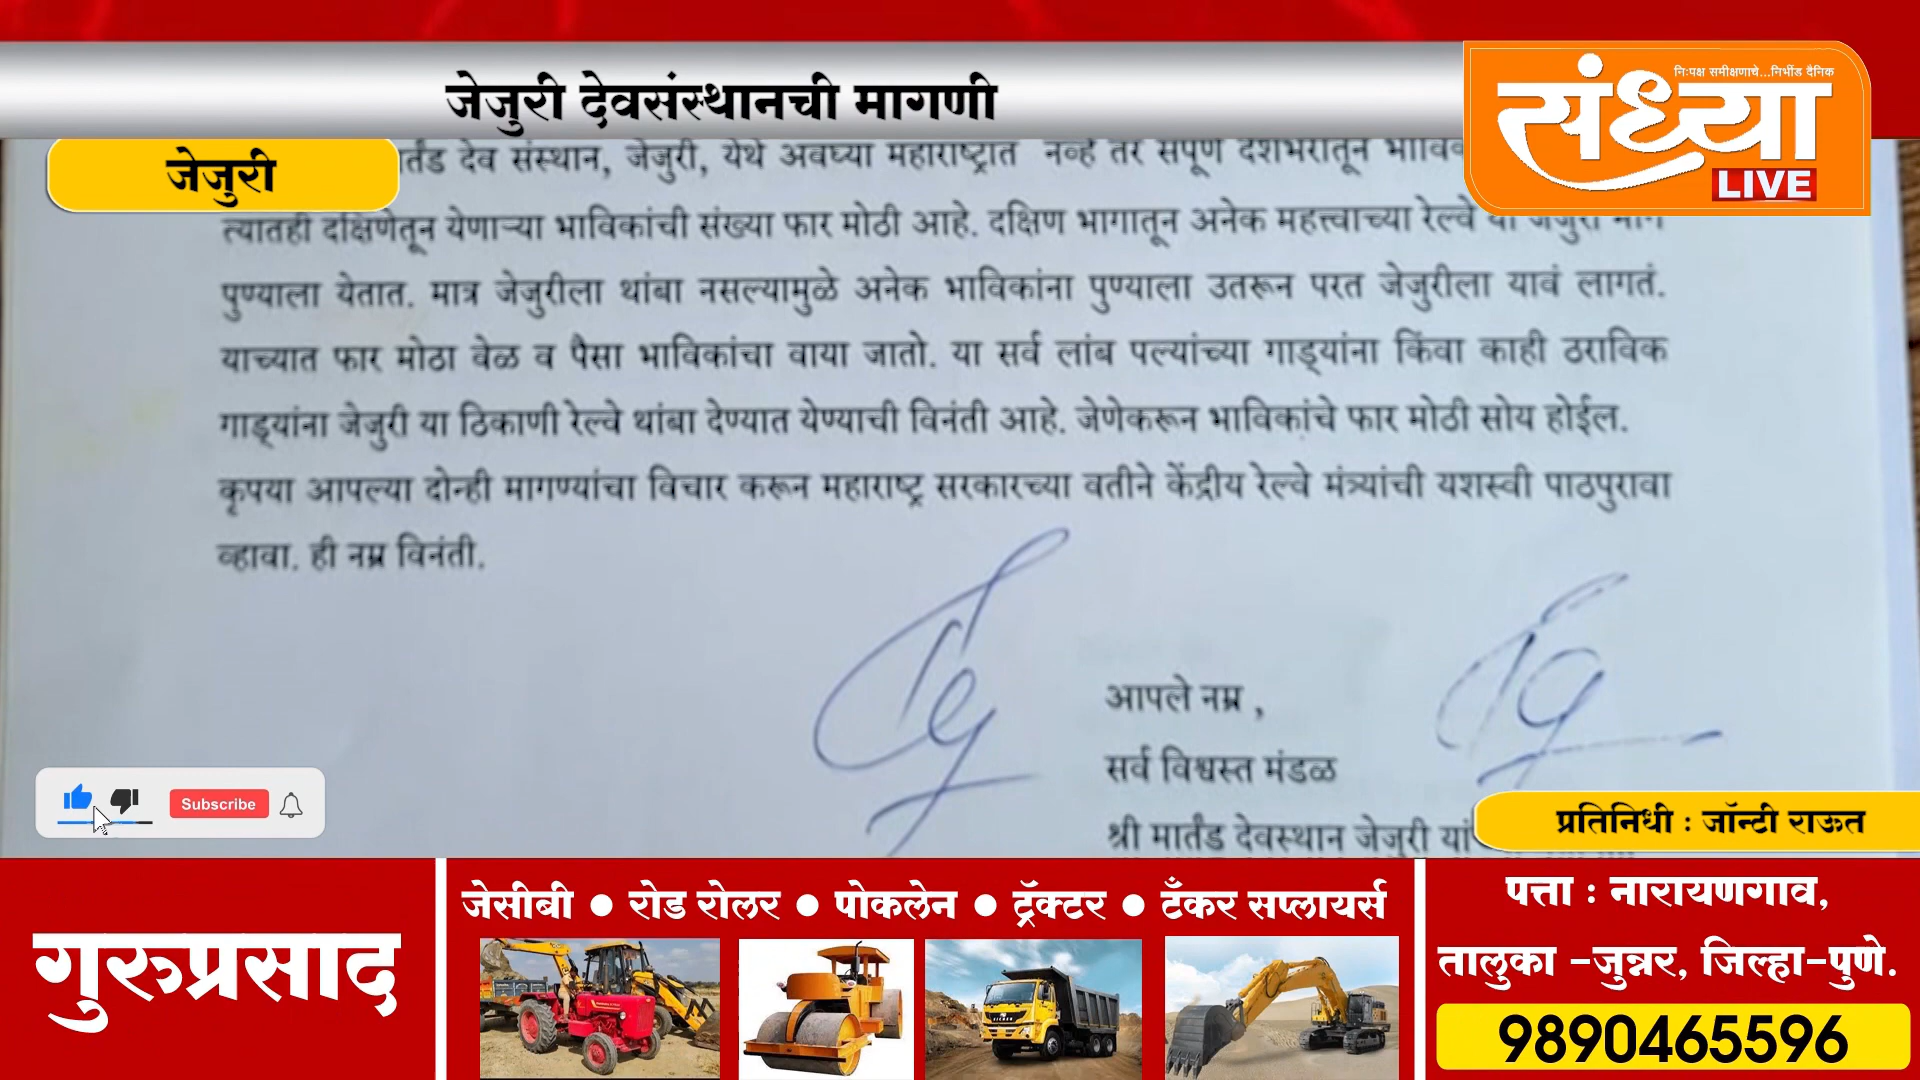 जेजुरी देवसंस्थानची मागणी
नि:पक्ष समीक्षणाचे...निर्भीड दैनिक
संध्या
LIVE
जेजुरी
र्तंड देव संस्थान, जेजुरी, येथे अवघ्या महाराष्ट्रात नव्हे तर संपूर्ण देशभरातून
त्यातही दक्षिणेतून येणाऱ्या भाविकांची संख्या फार मोठी आहे. दक्षिण भागातून अनेक महत्त्वाच्या रेल्वे या जेजुरी मार्गे
पुण्याला येतात. मात्र जेजुरीला थांबा नसल्यामुळे अनेक भाविकांना पुण्याला उतरून परत जेजुरीला यावं लागतं.
याच्यात फार मोठा वेळ व पैसा भाविकांचा वाया जातो. या सर्व लांब पल्यांच्या गाड्यांना किंवा काही ठराविक
गाड्यांना जेजुरी या ठिकाणी रेल्वे थांबा देण्यात येण्याची विनंती आहे. जेणेकरून भाविकांचे फार मोठी सोय होईल.
कृपया आपल्या दोन्ही मागण्यांचा विचार करून महाराष्ट्र सरकारच्या वतीने केंद्रीय रेल्वे मंत्र्यांची यशस्वी पाठपुरावा
व्हावा. ही नम्र विनंती.
आपले नम्र ,
सर्व विश्वस्त मंडळ
श्री मार्तंड देवस्थान जेजुरी यां
Subscribe
प्रतिनिधी : जॉन्टी राऊत
गुरुप्रसाद
जेसीबी ● रोड रोलर ● पोकलेन ● ट्रॅक्टर ● टँकर सप्लायर्स
पत्ता : नारायणगाव,
तालुका -जुन्नर, जिल्हा-पुणे.
9890465596